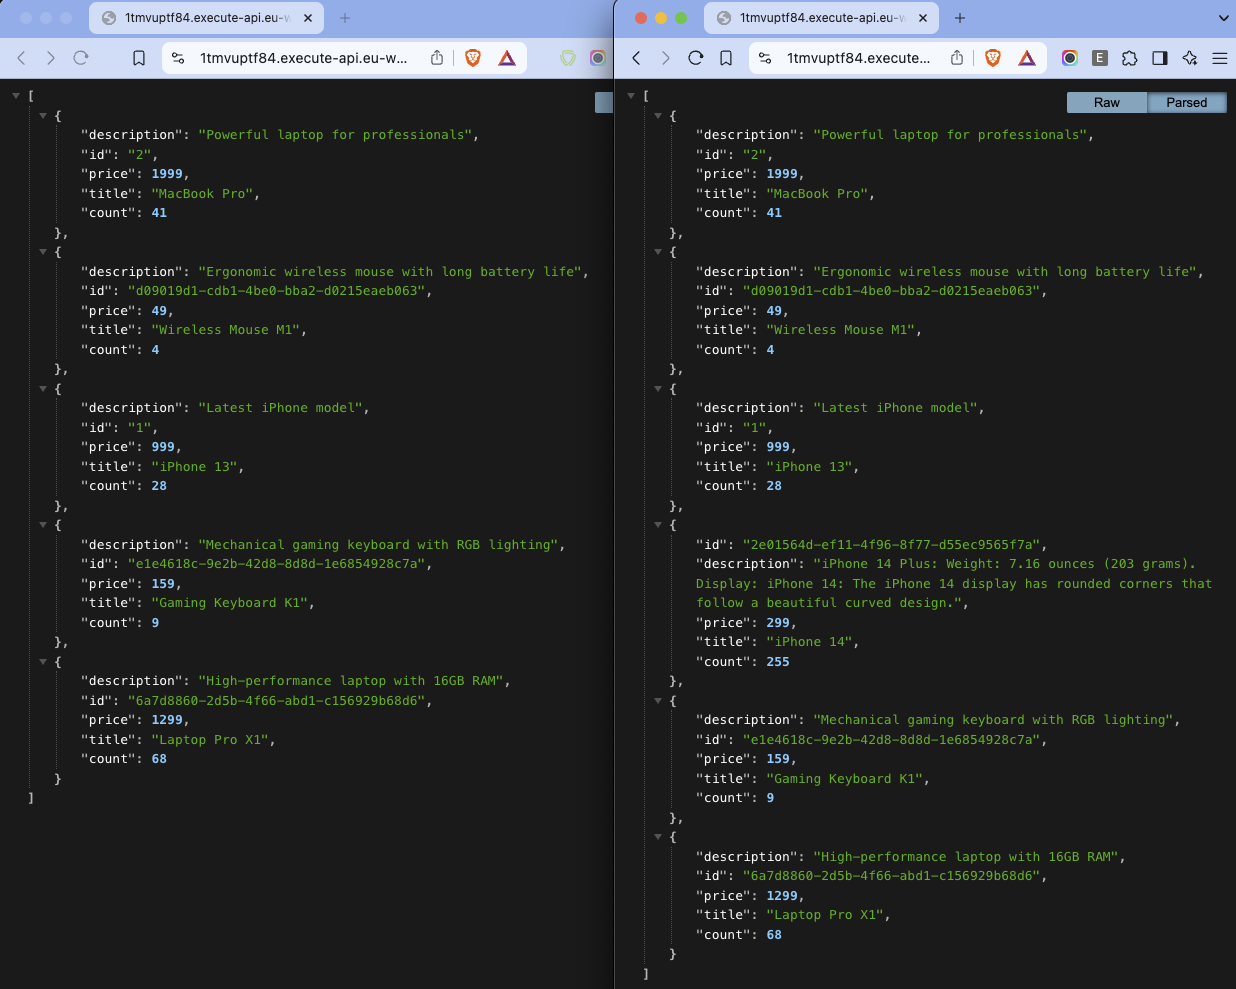 1tmvuptf84.execute-api.eu-w
1tmvuptf84.execute-api.eu-w...
[
{
"description": "Powerful laptop for professionals",
"id": "2",
"price": 1999,
"title": "MacBook Pro",
"count": 41
},
{
"description": "Ergonomic wireless mouse with long battery life",
"id": "d09019d1-cdb1-4be0-bba2-d0215eaeb063",
"price": 49,
"title": "Wireless Mouse M1",
"count": 4
},
{
"description": "Latest iPhone model",
"id": "1",
"price": 999,
"title": "iPhone 13",
"count": 28
},
{
"description": "Mechanical gaming keyboard with RGB lighting",
"id": "e1e4618c-9e2b-42d8-8d8d-1e6854928c7a",
"price": 159,
"title": "Gaming Keyboard K1",
"count": 9
},
{
"description": "High-performance laptop with 16GB RAM",
"id": "6a7d8860-2d5b-4f66-abd1-c156929b68d6",
"price": 1299,
"title": "Laptop Pro X1",
"count": 68
}
]
1tmvuptf84.execute-api.eu-w
1tmvuptf84.execute...
E
Raw
Parsed
[
{
"description": "Powerful laptop for professionals",
"id": "2",
"price": 1999,
"title": "MacBook Pro",
"count": 41
},
{
"description": "Ergonomic wireless mouse with long battery life",
"id": "d09019d1-cdb1-4be0-bba2-d0215eaeb063",
"price": 49,
"title": "Wireless Mouse M1",
"count": 4
},
{
"description": "Latest iPhone model",
"id": "1",
"price": 999,
"title": "iPhone 13",
"count": 28
},
{
"id": "2e01564d-ef11-4f96-8f77-d55ec9565f7a",
"description": "iPhone 14 Plus: Weight: 7.16 ounces (203 grams).
Display: iPhone 14: The iPhone 14 display has rounded corners that
follow a beautiful curved design.",
"price": 299,
"title": "iPhone 14",
"count": 255
},
{
"description": "Mechanical gaming keyboard with RGB lighting",
"id": "e1e4618c-9e2b-42d8-8d8d-1e6854928c7a",
"price": 159,
"title": "Gaming Keyboard K1",
"count": 9
},
{
"description": "High-performance laptop with 16GB RAM",
"id": "6a7d8860-2d5b-4f66-abd1-c156929b68d6",
"price": 1299,
"title": "Laptop Pro X1",
"count": 68
}
]